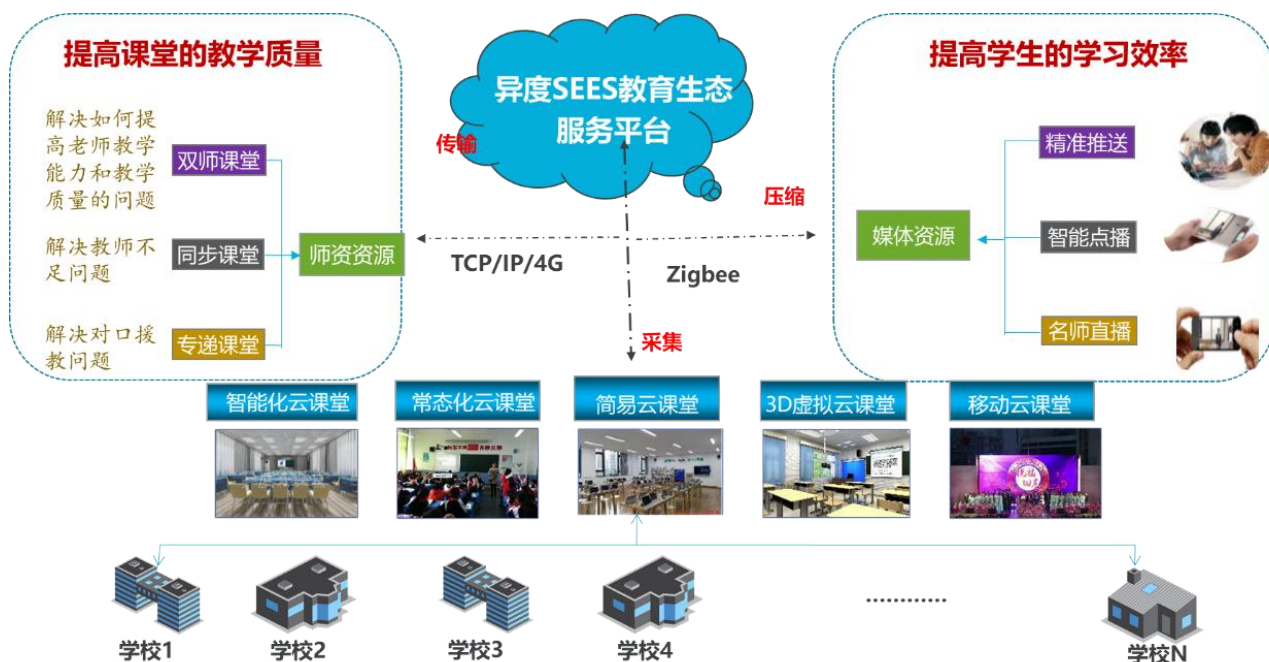 提高课堂的教学质量
解决如何提
高老师教学
能力和教学
质量的问题
双师课堂
解决教师不
足问题
同步课堂
解决对口援
教问题
专递课堂
师资资源
异度SEES教育生态
服务平台
传输
压缩
TCP/IP/4G
Zigbee
采集
提高学生的学习效率
媒体资源
精准推送
智能点播
名师直播
智能化云课堂
常态化云课堂
简易云课堂
3D虚拟云课堂
移动云课堂
学校1
学校2
学校3
学校4
…………
学校N